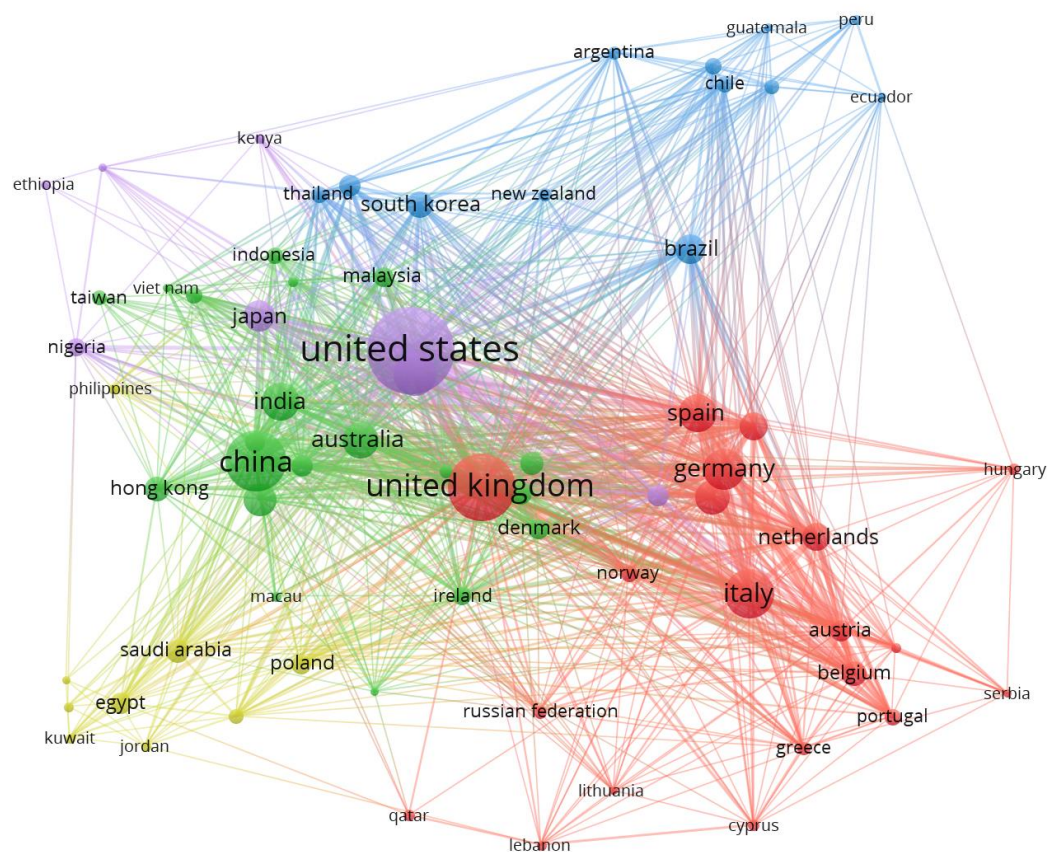 peru
guatemala
argentina
chile
ecuador
kenya
ethiopia
thailand
south korea
new zealand
brazil
indonesia
malaysia
viet nam
taiwan
japan
nigeria
united states
philippines
india
spain
australia
china
germany
hungary
united kingdom
hong kong
denmark
netherlands
norway
italy
macau
ireland
austria
saudi arabia
poland
belgium
serbia
egypt
russian federation
portugal
kuwait
jordan
greece
lithuania
qatar
cyprus
lebanon